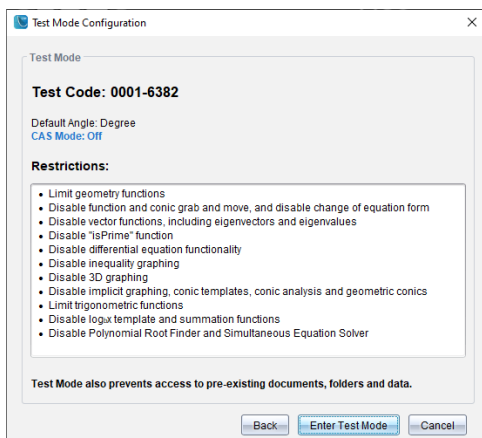 Test Mode Configuration
Test Mode
Test Code: 0001-6382
Default Angle: Degree
CAS Mode: Off
Restrictions:
• Limit geometry functions
• Disable function and conic grab and move, and disable change of equation form
• Disable vector functions, including eigenvectors and eigenvalues
• Disable "isPrime" function
• Disable differential equation functionality
• Disable inequality graphing
• Disable 3D graphing
• Disable implicit graphing, conic templates, conic analysis and geometric conics
• Limit trigonometric functions
• Disable logbx template and summation functions
• Disable Polynomial Root Finder and Simultaneous Equation Solver
Test Mode also prevents access to pre-existing documents, folders and data.
Back Enter Test Mode Cancel